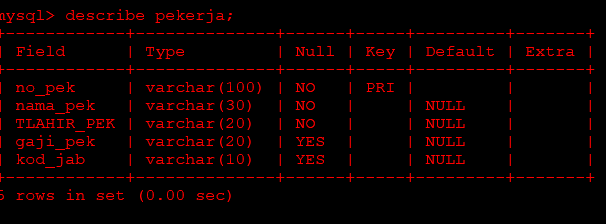 mysql> describe pekerja;
+-----------+--------------+------+-----+---------+-------+
| Field | Type | Null | Key | Default | Extra |
+-----------+--------------+------+-----+---------+-------+
| no_pek | varchar(100) | NO | PRI | | |
| nama_pek | varchar(30) | NO | | NULL | |
| TLAHIR_PEK | varchar(20) | NO | | NULL | |
| gaji_pek | varchar(20) | YES | | NULL | |
| kod_jab | varchar(10) | YES | | NULL | |
+-----------+--------------+------+-----+---------+-------+
rows in set (0.00 sec)